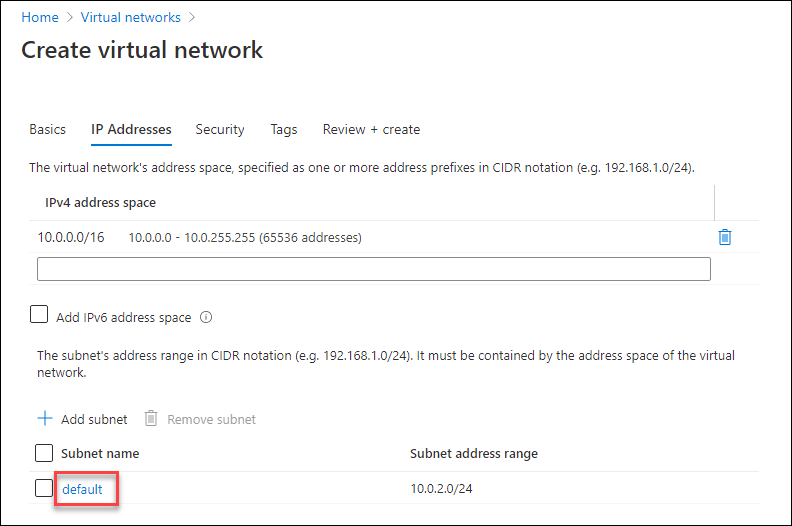 Home > Virtual networks >
Create virtual network
Basics IP Addresses Security Tags Review + create
The virtual network's address space, specified as one or more address prefixes in CIDR notation (e.g. 192.168.1.0/24).
IPv4 address space
10.0.0.0/16 10.0.0.0 - 10.0.255.255 (65536 addresses)
Add IPv6 address space
The subnet's address range in CIDR notation (e.g. 192.168.1.0/24). It must be contained by the address space of the virtual
network.
+ Add subnet Remove subnet
Subnet name Subnet address range
default 10.0.2.0/24